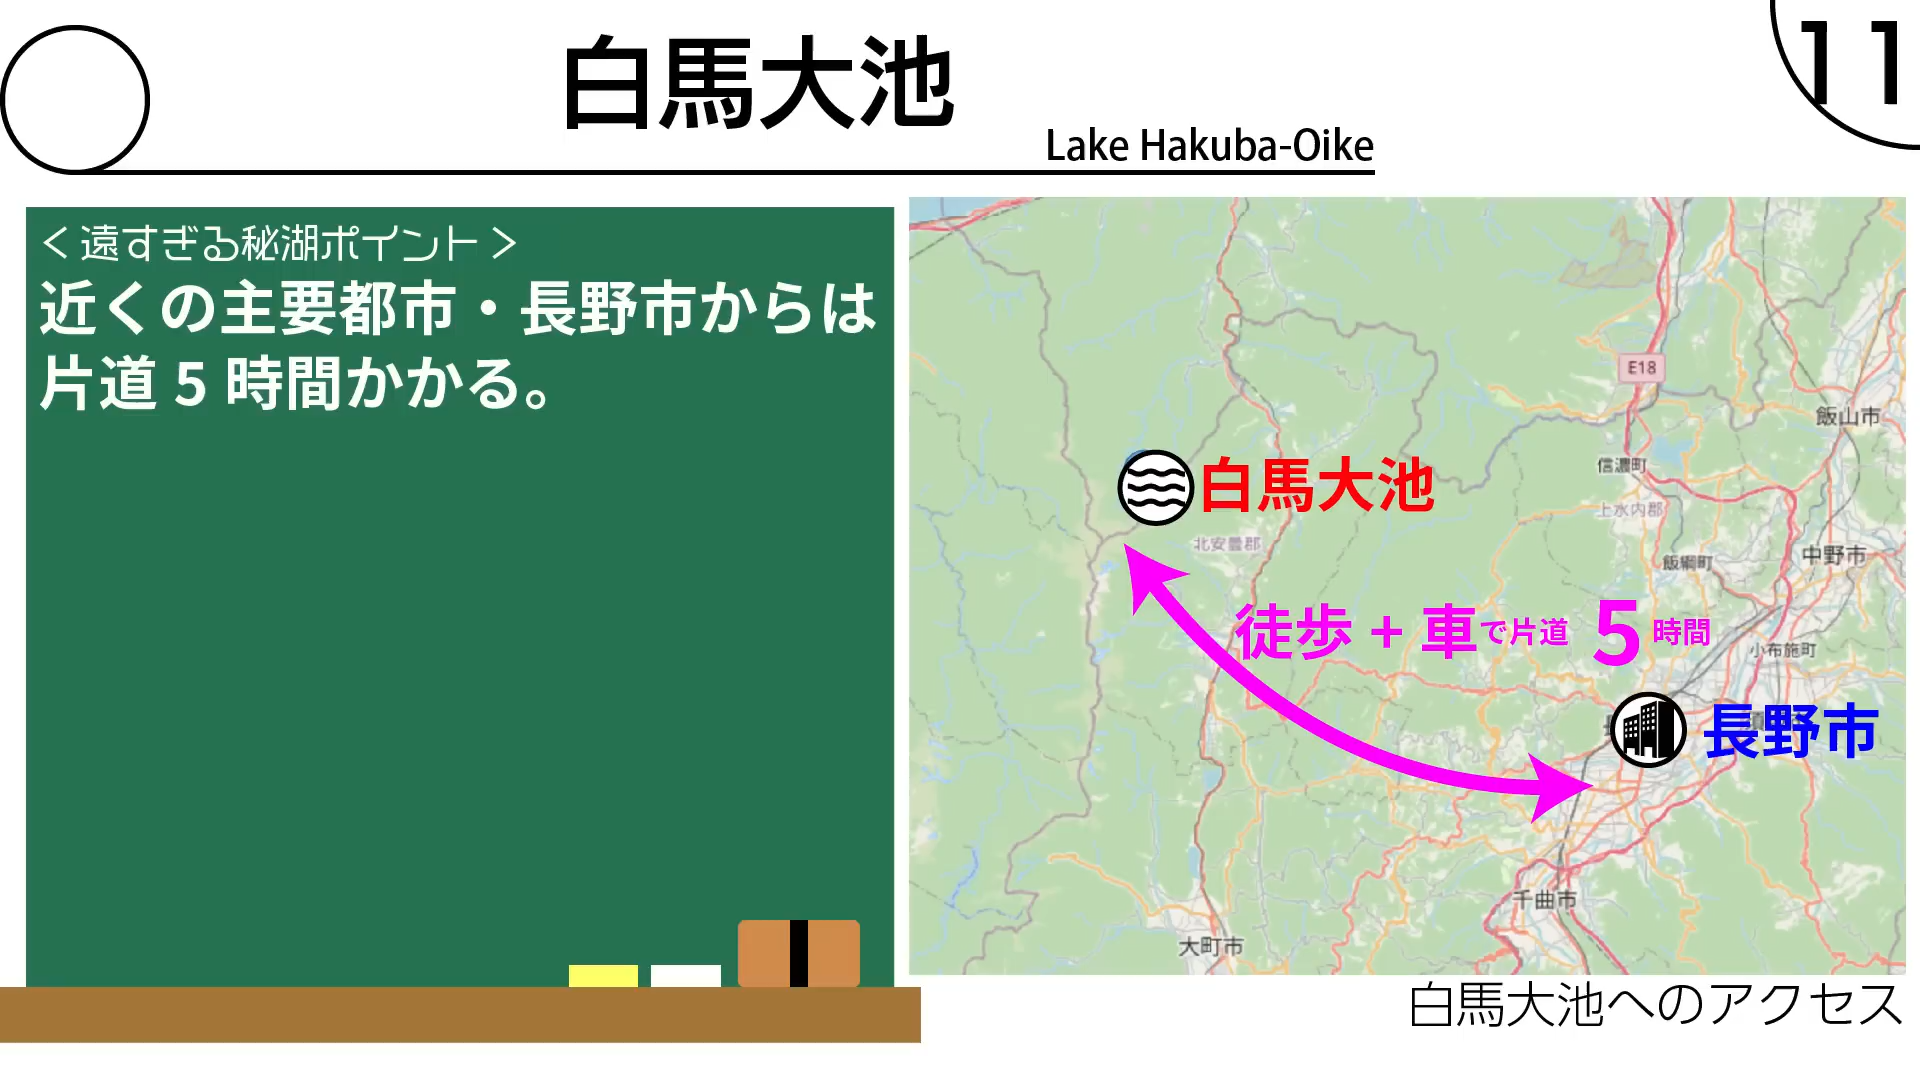 白馬大池
Lake Hakuba-Oike
11
＜遠すぎる秘湖ポイント＞
近くの主要都市・長野市からは
片道5時間かかる。
E18
飯山市
信濃町
白馬大池
上水内郡
北安曇郡
飯綱町
中野市
徒歩+車で片道 5 時間
小布施町
長野市
千曲市
大町市
白馬大池へのアクセス